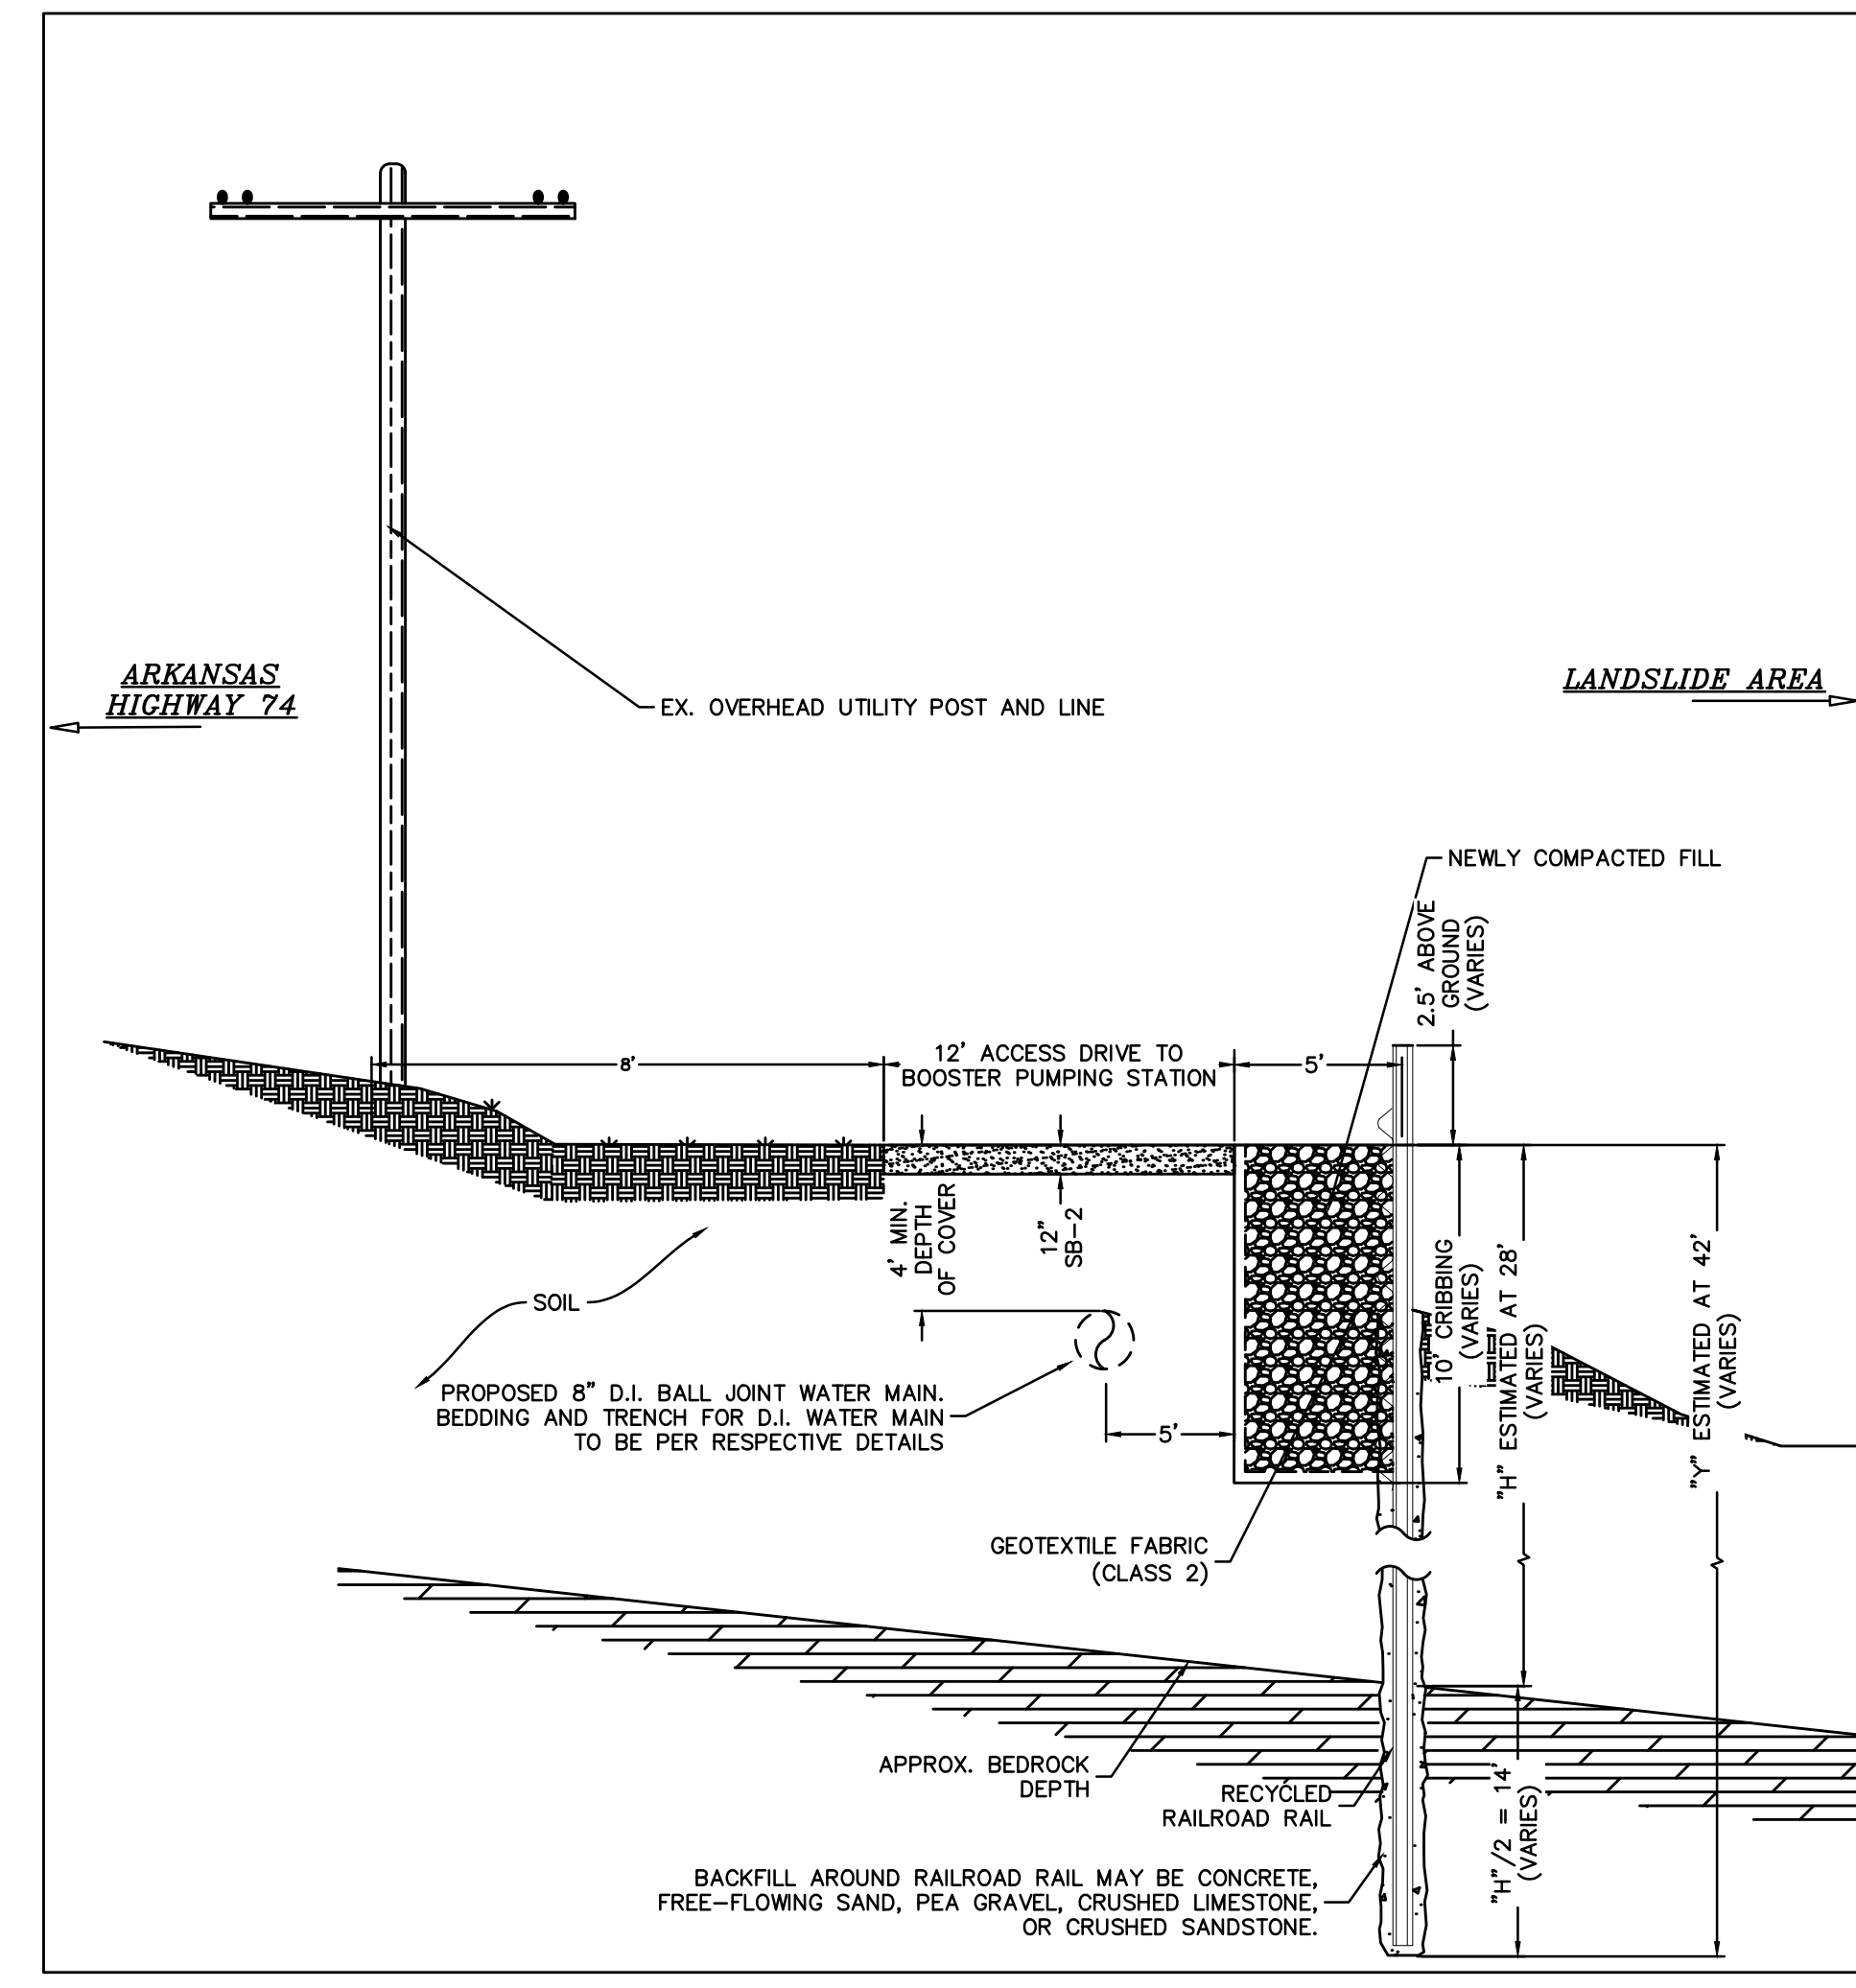 ARKANSAS
HIGHWAY 74
LANDSLIDE AREA
EX. OVERHEAD UTILITY POST AND LINE
NEWLY COMPACTED FILL
2.5' ABOVE
GROUND
(VARIES)
8'
12' ACCESS DRIVE TO
BOOSTER PUMPING STATION
5'
4' MIN.
DEPTH
OF COVER
12"
SB-2
SOIL
10' CRIBBING
(VARIES)
"H" ESTIMATED AT 28'
(VARIES)
"Y" ESTIMATED AT 42'
(VARIES)
PROPOSED 8" D.I. BALL JOINT WATER MAIN.
BEDDING AND TRENCH FOR D.I. WATER MAIN
TO BE PER RESPECTIVE DETAILS
5'
GEOTEXTILE FABRIC
(CLASS 2)
APPROX. BEDROCK
DEPTH
RECYCLED
RAILROAD RAIL
"H"/2 = 14'
(VARIES)
BACKFILL AROUND RAILROAD RAIL MAY BE CONCRETE,
FREE-FLOWING SAND, PEA GRAVEL, CRUSHED LIMESTONE,
OR CRUSHED SANDSTONE.